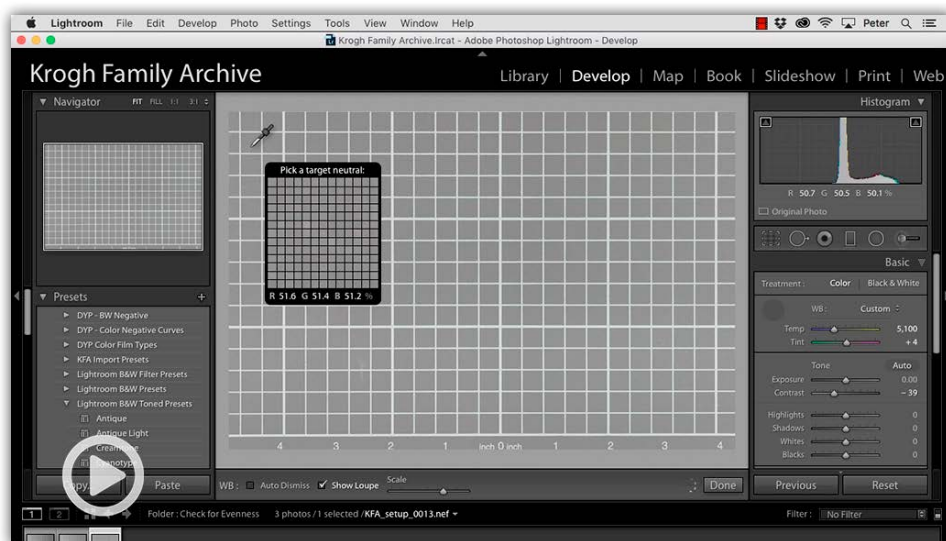 Lightroom File Edit Develop Photo Settings Tools View Window Help Peter
Krogh Family Archive.lrcat - Adobe Photoshop Lightroom - Develop
Krogh Family Archive
Library | Develop | Map | Book | Slideshow | Print | Web
Navigator FIT FILL 1:1 3:1
Histogram
Pick a target neutral:
R 51.6 G 51.4 B 51.2 %
R 50.7 G 50.5 B 50.1 %
Original Photo
Basic
Treatment : Color | Black & White
WB : Custom
Temp 5,100
Tint + 4
Tone Auto
Exposure 0.00
Contrast – 39
Highlights 0
Shadows 0
Whites 0
Blacks 0
Presets +
DYP - BW Negative
DYP - Color Negative Curves
DYP Color Film Types
KFA Import Presets
Lightroom B&W Filter Presets
Lightroom B&W Presets
Lightroom B&W Toned Presets
Antique
Antique Light
4 3 2 1 inch 0 inch 1 2 3 4
Paste
WB : Auto Dismiss Show Loupe Scale
Done
Previous Reset
1 2 Folder : Check for Evenness 3 photos / 1 selected / KFA_setup_0013.nef
Filter : No Filter